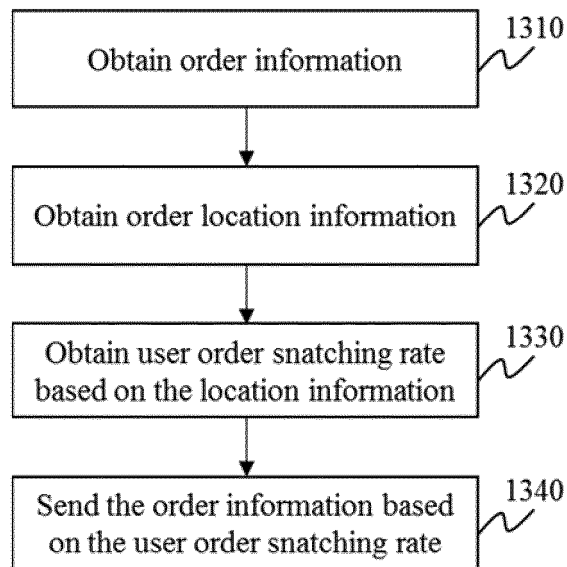 1310
Obtain order information
1320
Obtain order location information
1330
Obtain user order snatching rate
based on the location information
1340
Send the order information based
on the user order snatching rate